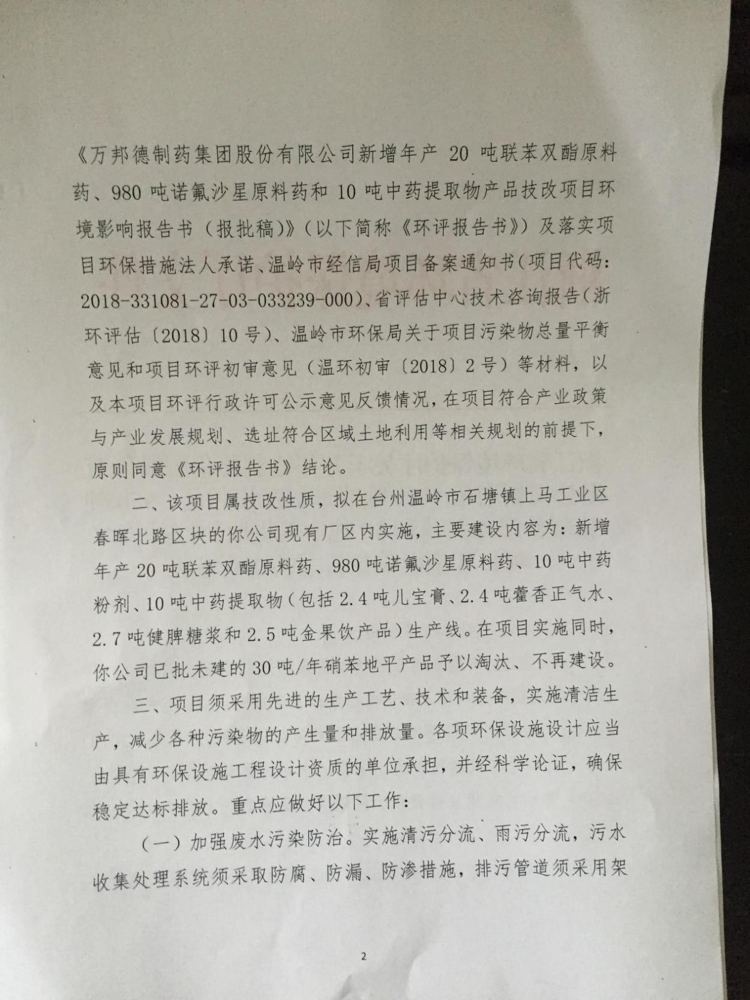 《万邦德制药集团股份有限公司新增年产 20 吨联苯双酯原料
药、980 吨诺氟沙星原料药和 10 吨中药提取物产品技改项目环
境影响报告书（报批稿）》（以下简称《环评报告书》）及落实项
目环保措施法人承诺、温岭市经信局项目备案通知书（项目代码：
2018-331081-27-03-033239-000）、省评估中心技术咨询报告（浙
环评估〔2018〕10 号）、温岭市环保局关于项目污染物总量平衡
意见和项目环评初审意见（温环初审〔2018〕2 号）等材料，以
及本项目环评行政许可公示意见反馈情况，在项目符合产业政策
与产业发展规划、选址符合区域土地利用等相关规划的前提下，
原则同意《环评报告书》结论。
二、该项目属技改性质，拟在台州温岭市石塘镇上马工业区
春晖北路区块的你公司现有厂区内实施，主要建设内容为：新增
年产 20 吨联苯双酯原料药、980 吨诺氟沙星原料药、10 吨中药
粉剂、10 吨中药提取物（包括 2.4 吨儿宝膏、2.4 吨藿香正气水、
2.7 吨健脾糖浆和 2.5 吨金果饮产品）生产线。在项目实施同时，
你公司已批未建的 30 吨/年硝苯地平产品予以淘汰、不再建设。
三、项目须采用先进的生产工艺、技术和装备，实施清洁生
产，减少各种污染物的产生量和排放量。各项环保设施设计应当
由具有环保设施工程设计资质的单位承担，并经科学论证，确保
稳定达标排放。重点应做好以下工作：
（一）加强废水污染防治。实施清污分流、雨污分流，污水
收集处理系统须采取防腐、防漏、防渗措施，排污管道须采用架
2